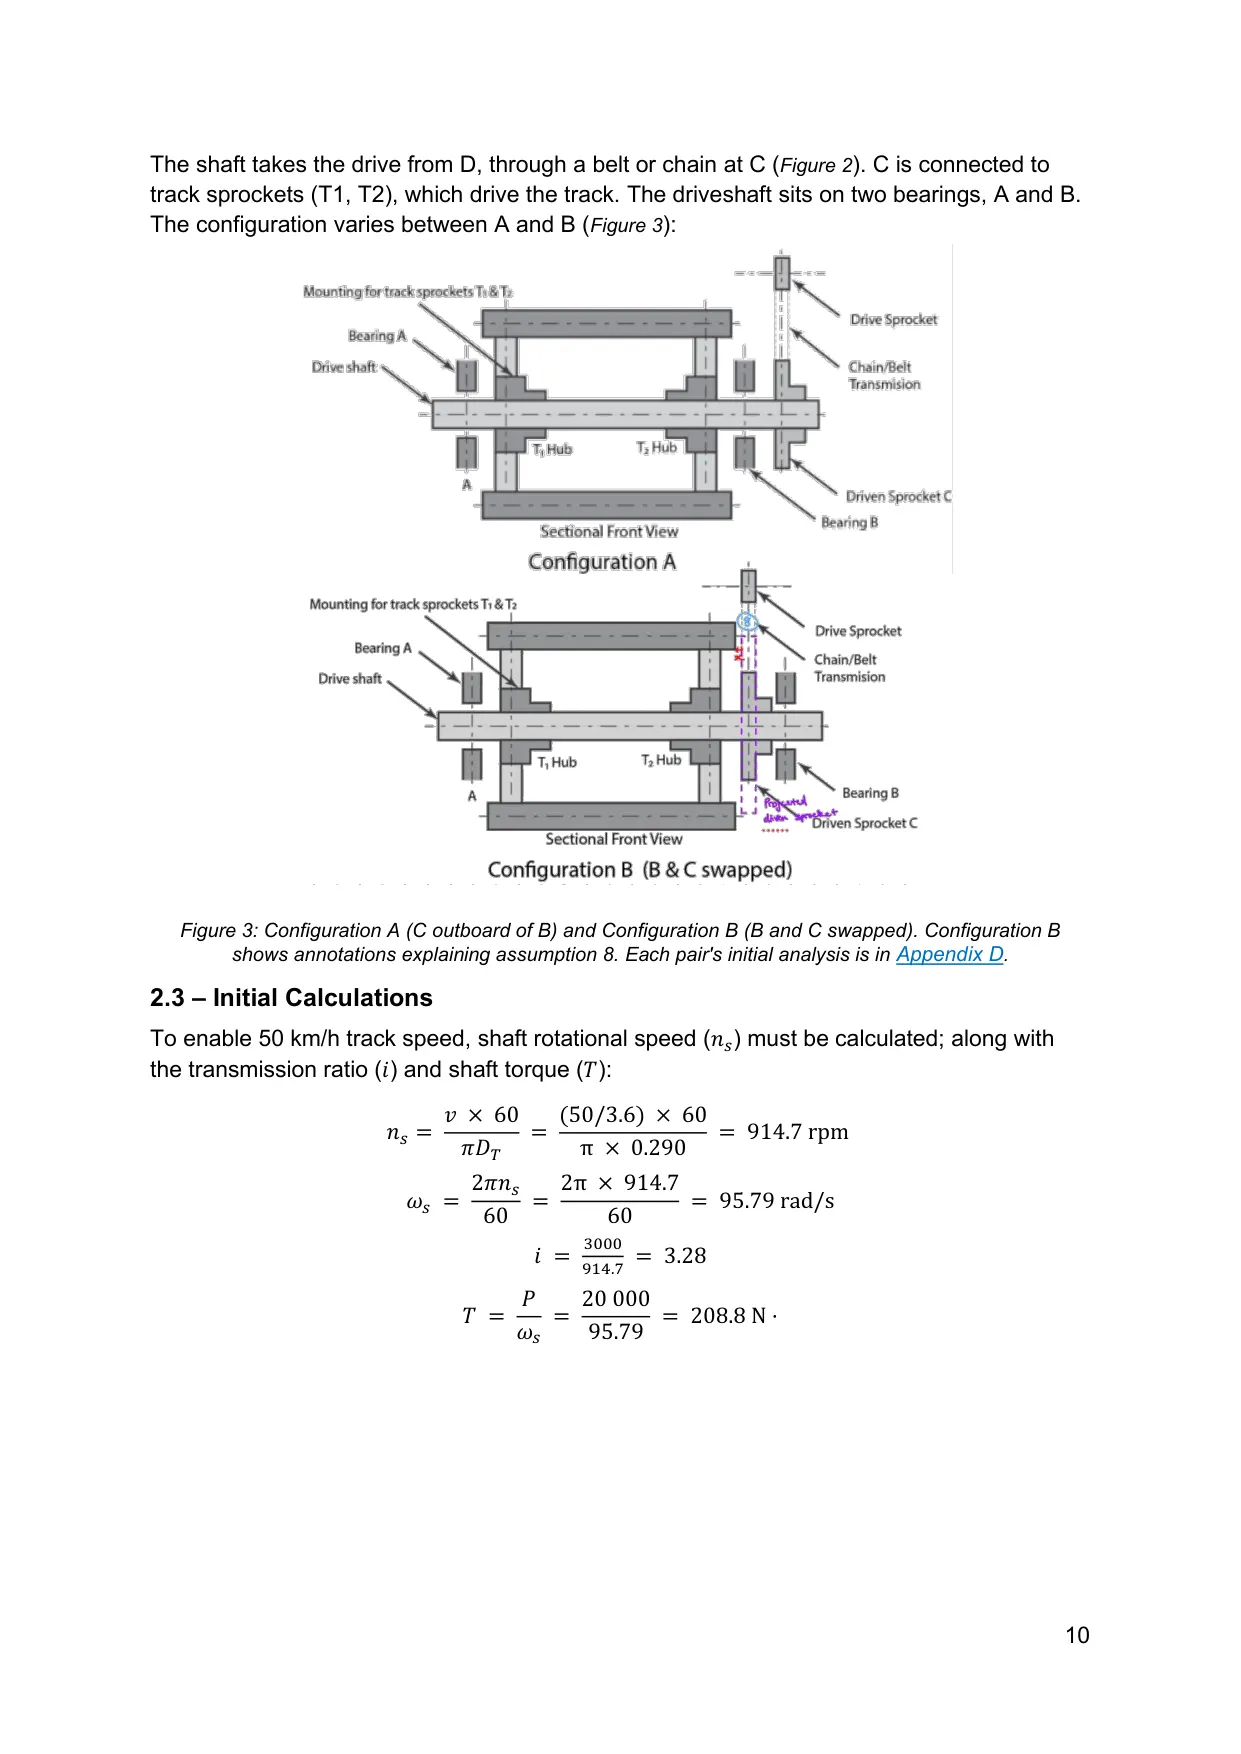 The shaft takes the drive from D, through a belt or chain at C (Figure 2). C is connected to
track sprockets (T1, T2), which drive the track. The driveshaft sits on two bearings, A and B.
The configuration varies between A and B (Figure 3):
Mounting for track sprockets T₁ & T₂
Bearing A
Drive shaft
Drive Sprocket
Chain/Belt
Transmision
T₁ Hub
T₂ Hub
A
Driven Sprocket C
Bearing B
Sectional Front View
Configuration A
Mounting for track sprockets T₁ & T₂
Bearing A
Drive shaft
8
Drive Sprocket
Chain/Belt
Transmision
T₁ Hub
T₂ Hub
A
Bearing B
Projected
driven sprocket
Driven Sprocket C
Sectional Front View
Configuration B (B & C swapped)
Figure 3: Configuration A (C outboard of B) and Configuration B (B and C swapped). Configuration B
shows annotations explaining assumption 8. Each pair's initial analysis is in Appendix D.
2.3 – Initial Calculations
To enable 50 km/h track speed, shaft rotational speed (nₛ) must be calculated; along with
the transmission ratio (i) and shaft torque (T):
nₛ = (v × 60)/(πD_T) = ((50/3.6) × 60)/(π × 0.290) = 914.7 rpm
ωₛ = 2πnₛ/60 = (2π × 914.7)/60 = 95.79 rad/s
i = 3000/914.7 = 3.28
T = P/ωₛ = 20 000/95.79 = 208.8 N ·
10